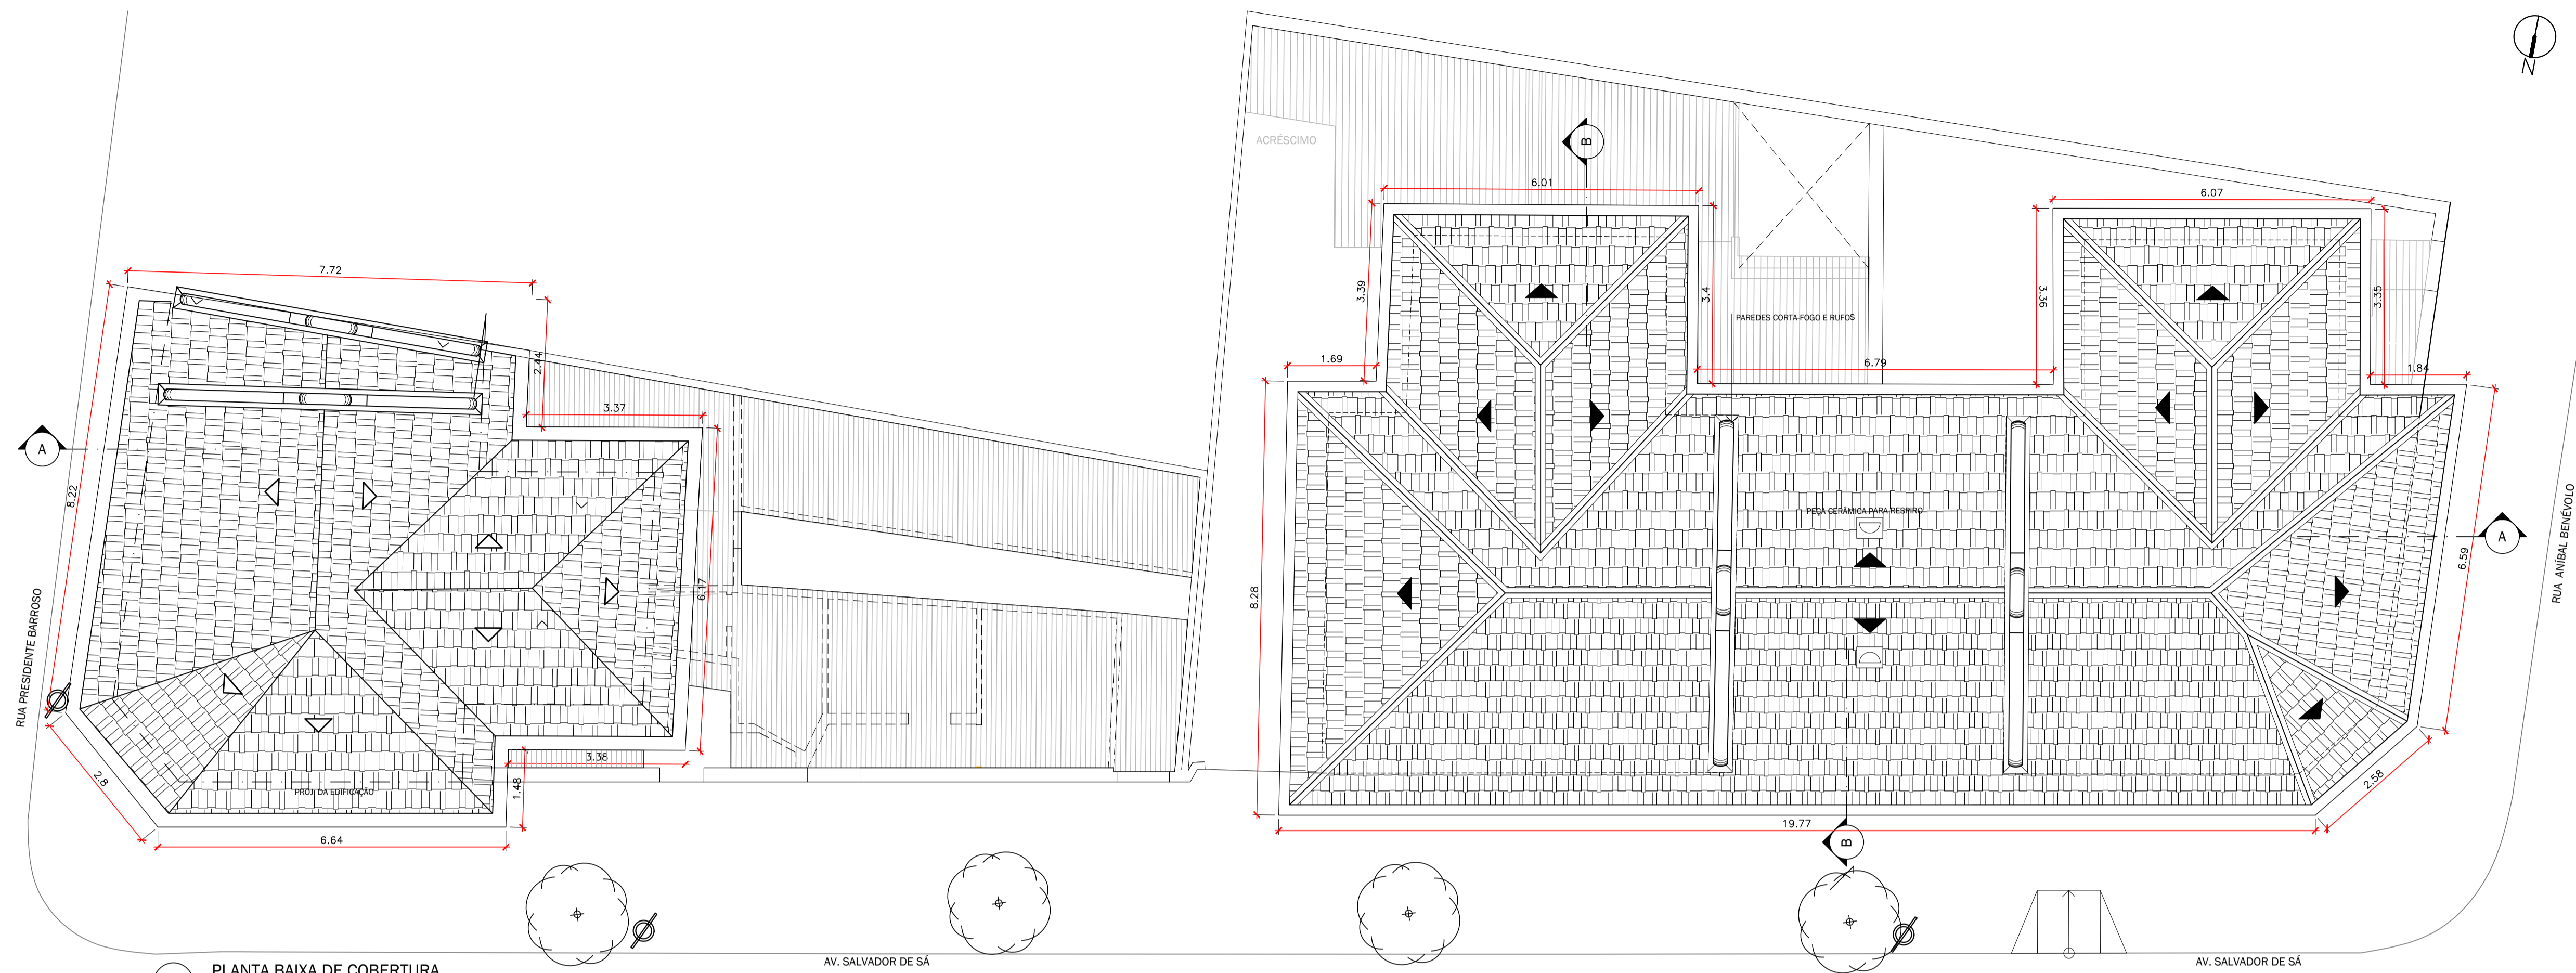 N
ACRÉSCIMO
B
6.01
6.07
7.72
3.39
3.4
3.36
3.35
PAREDES CORTA-FOGO E RUFOS
2.44
1.69
6.79
1.84
3.37
A
8.22
PEÇA CERÂMICA PARA RESPIRO
A
6.17
8.28
6.59
RUA PRESIDENTE BARROSO
RUA ANÍBAL BENÉVOLO
3.38
2.8
1.48
PROJ. DA EDIFICAÇÃO
2.58
19.77
6.64
B
AV. SALVADOR DE SÁ
AV. SALVADOR DE SÁ
PLANTA BAIXA DE COBERTURA